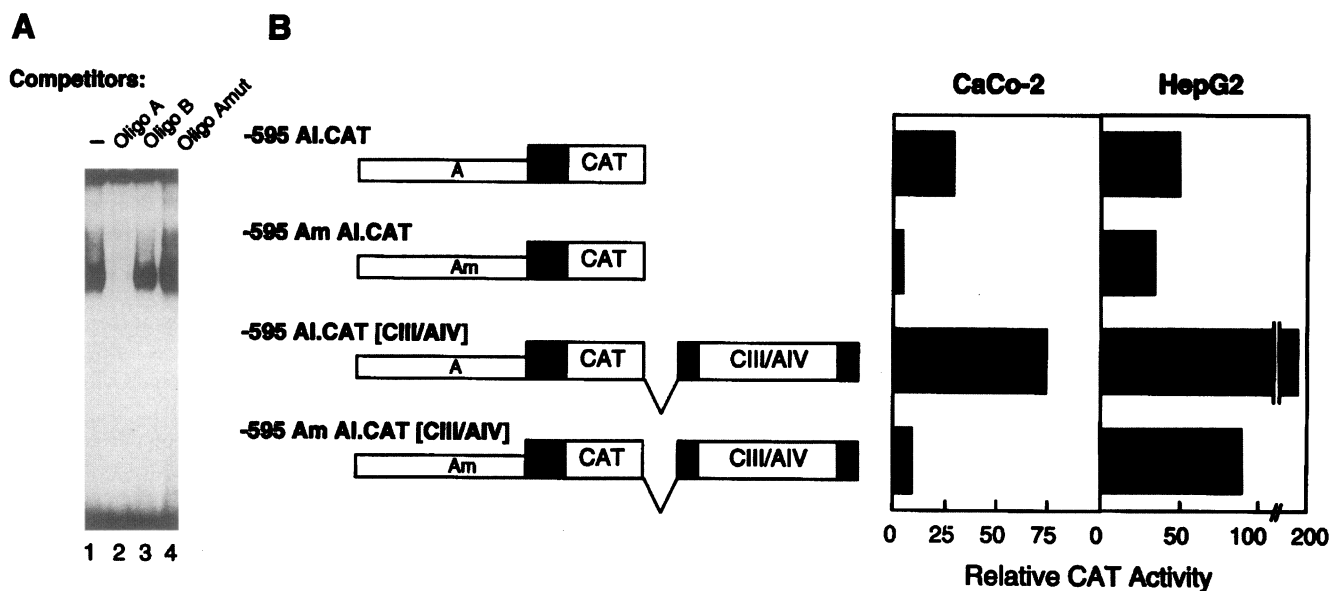 A
B
Competitors:
– Oligo A Oligo B Oligo Amut
1 2 3 4
CaCo-2 HepG2
-595 AI.CAT
A CAT
-595 Am AI.CAT
Am CAT
-595 AI.CAT [CIII/AIV]
A CAT CIII/AIV
-595 Am AI.CAT [CIII/AIV]
Am CAT CIII/AIV
0 25 50 75 0 50 100 200
Relative CAT Activity